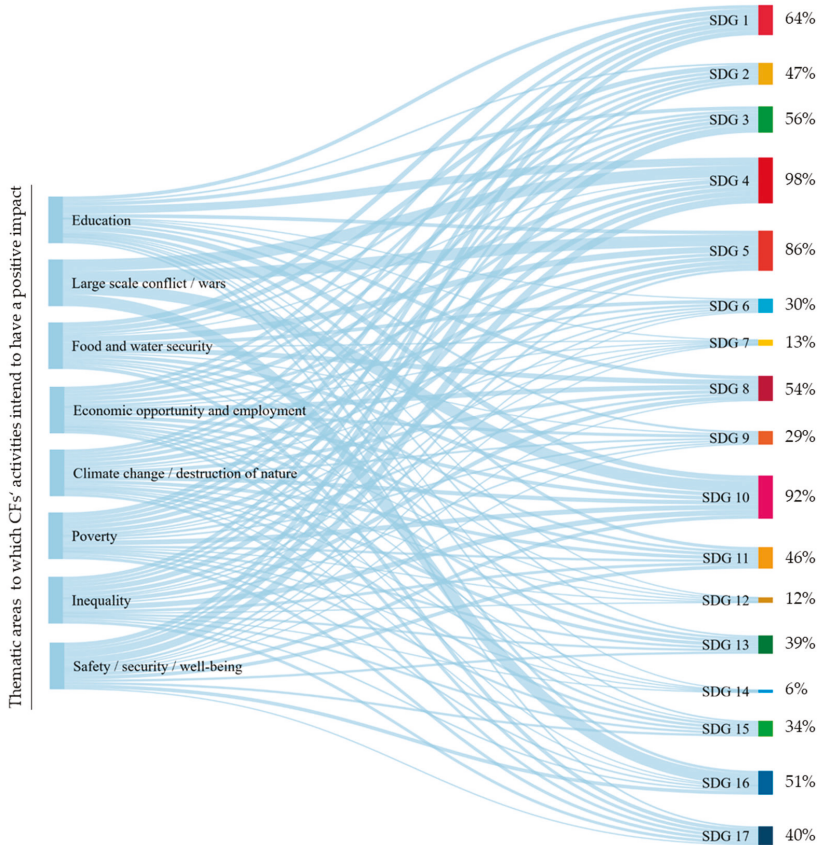 Thematic areas to which CFs‘ activities intend to have a positive impact
Education
Large scale conflict / wars
Food and water security
Economic opportunity and employment
Climate change / destruction of nature
Poverty
Inequality
Safety / security / well-being
SDG 1 64%
SDG 2 47%
SDG 3 56%
SDG 4 98%
SDG 5 86%
SDG 6 30%
SDG 7 13%
SDG 8 54%
SDG 9 29%
SDG 10 92%
SDG 11 46%
SDG 12 12%
SDG 13 39%
SDG 14 6%
SDG 15 34%
SDG 16 51%
SDG 17 40%